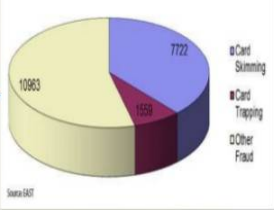 7722
10963
1559
Card
Skimming
Card
Trapping
Other
Fraud
Source: EAST